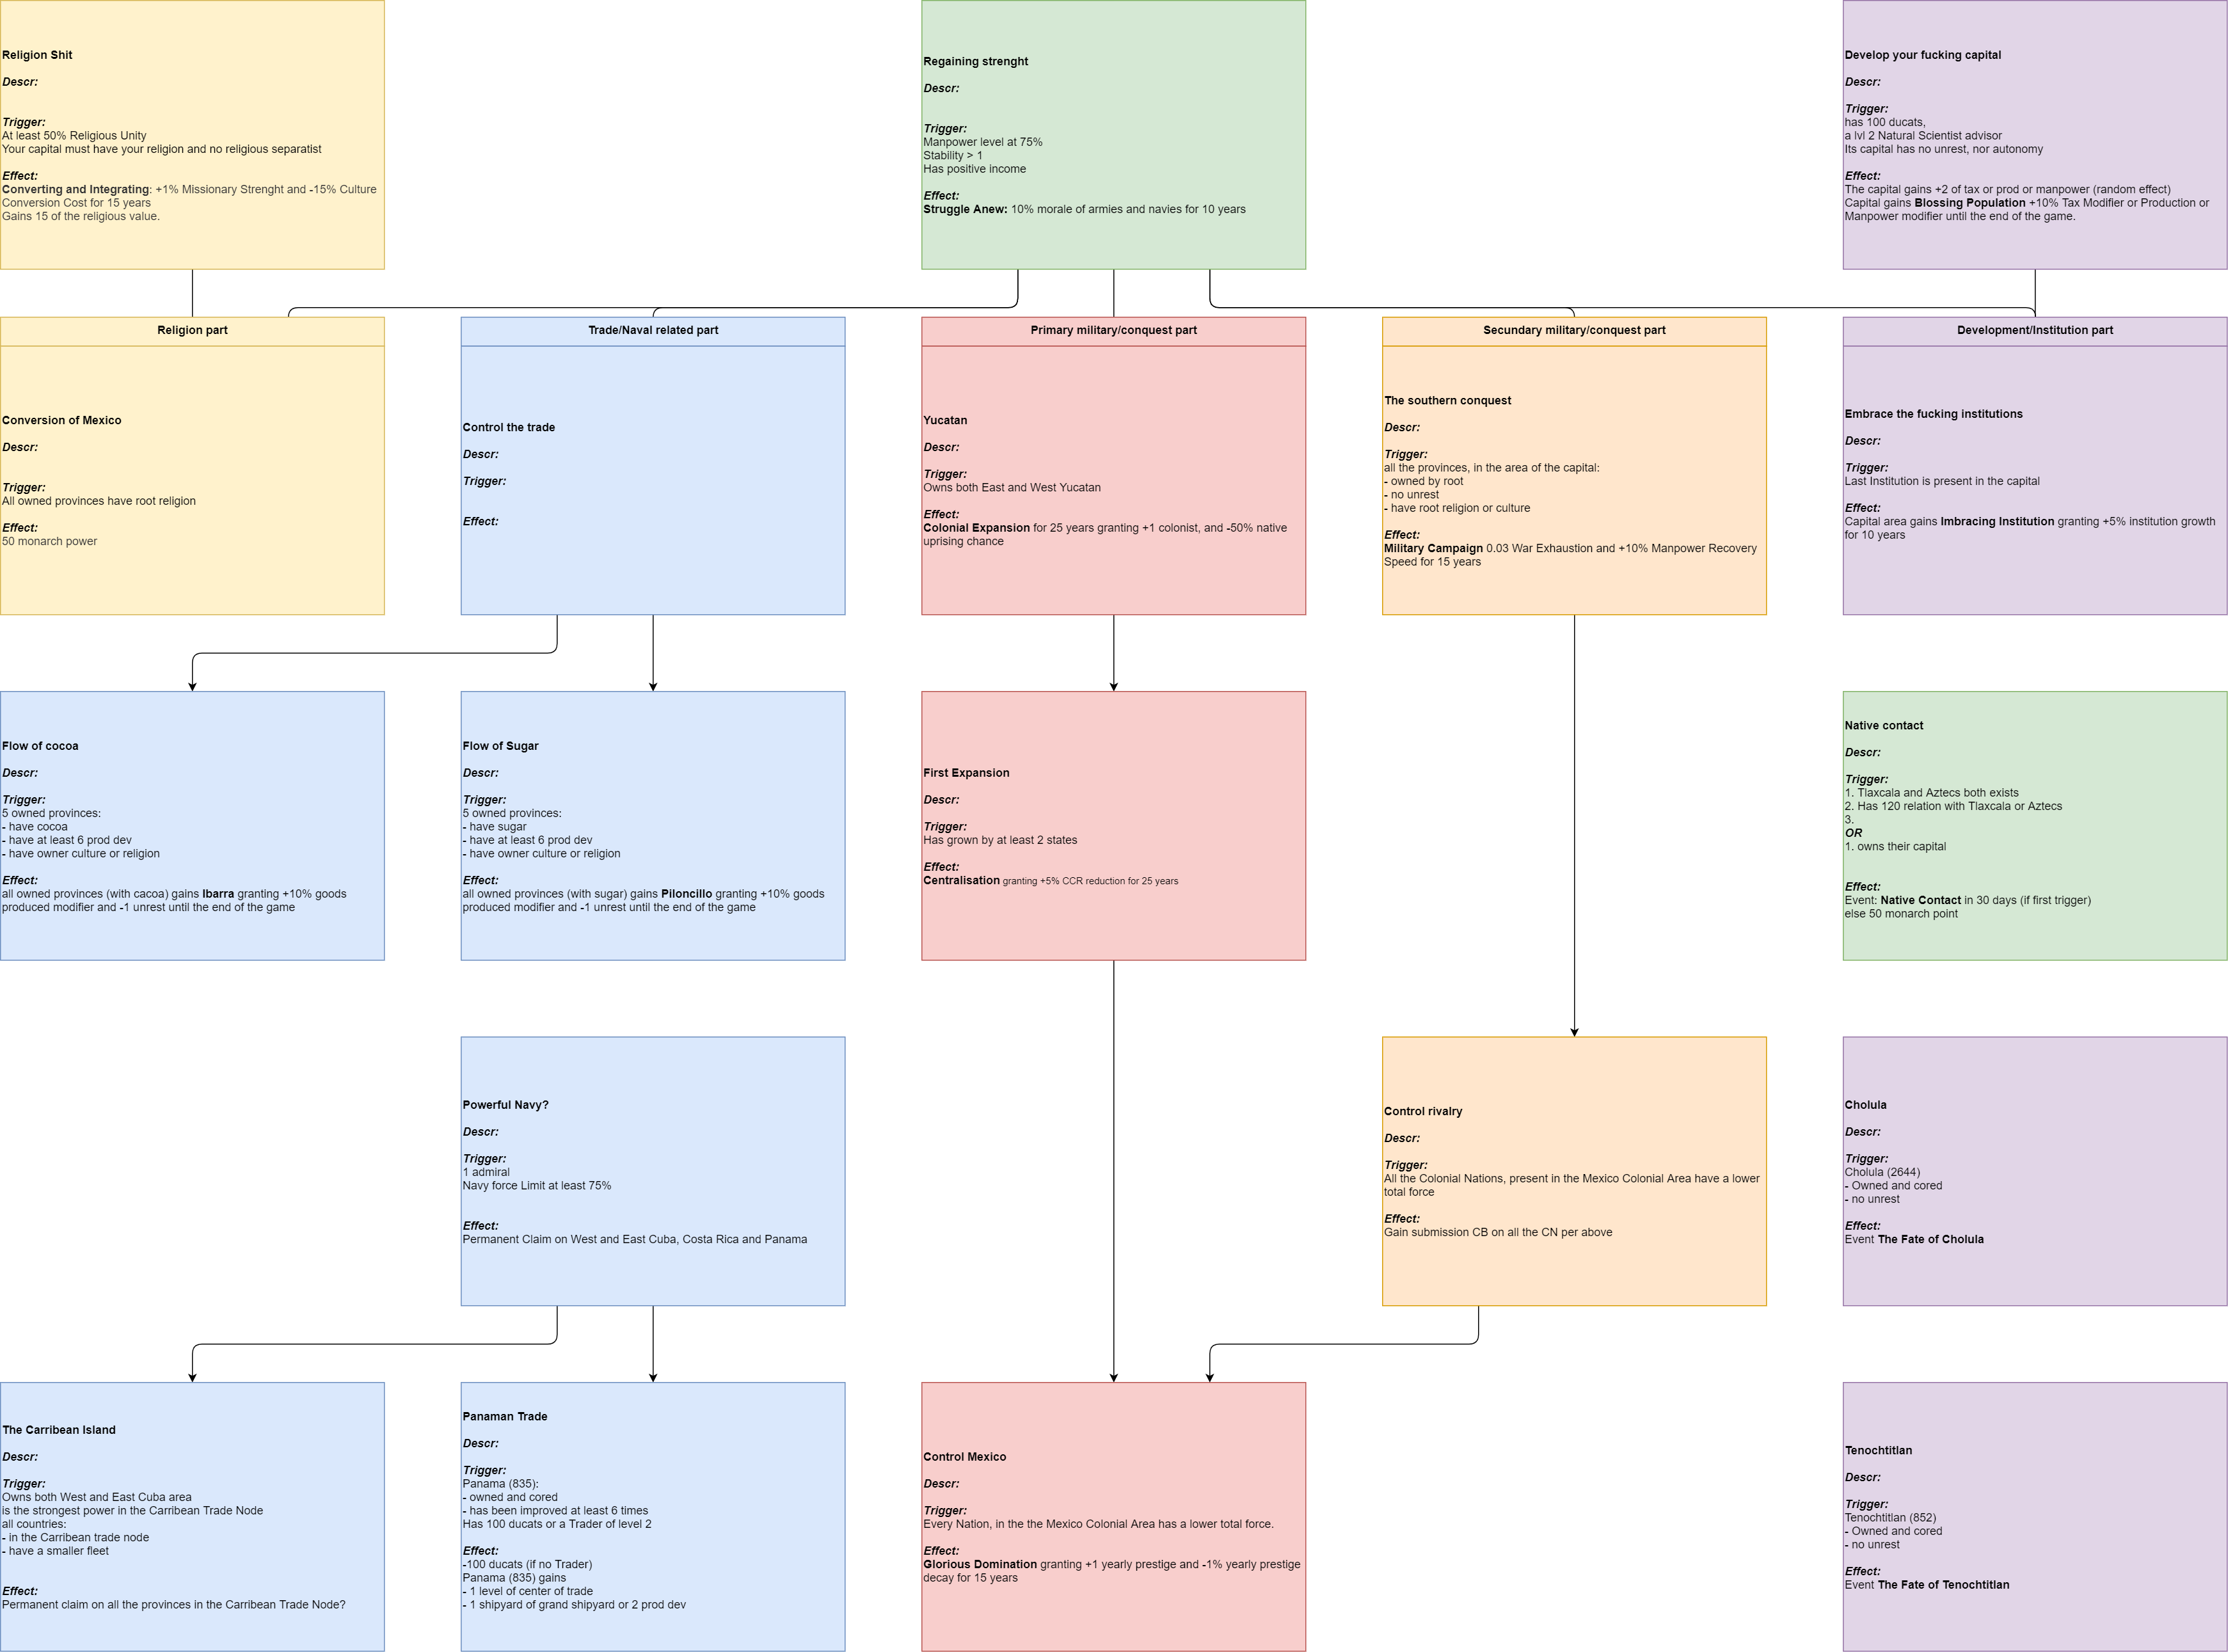 Religion Shit
Descr:
Trigger:
At least 50% Religious Unity
Your capital must have your religion and no religious separatist
Effect:
Converting and Integrating: +1% Missionary Strenght and -15% Culture
Conversion Cost for 15 years
Gains 15 of the religious value.
Regaining strenght
Descr:
Trigger:
Manpower level at 75%
Stability > 1
Has positive income
Effect:
Struggle Anew: 10% morale of armies and navies for 10 years
Develop your fucking capital
Descr:
Trigger:
has 100 ducats,
a lvl 2 Natural Scientist advisor
Its capital has no unrest, nor autonomy
Effect:
The capital gains +2 of tax or prod or manpower (random effect)
Capital gains Blossing Population +10% Tax Modifier or Production or
Manpower modifier until the end of the game.
Religion part
Conversion of Mexico
Descr:
Trigger:
All owned provinces have root religion
Effect:
50 monarch power
Trade/Naval related part
Control the trade
Descr:
Trigger:
Effect:
Primary military/conquest part
Yucatan
Descr:
Trigger:
Owns both East and West Yucatan
Effect:
Colonial Expansion for 25 years granting +1 colonist, and -50% native
uprising chance
Secundary military/conquest part
The southern conquest
Descr:
Trigger:
all the provinces, in the area of the capital:
- owned by root
- no unrest
- have root religion or culture
Effect:
Military Campaign 0.03 War Exhaustion and +10% Manpower Recovery
Speed for 15 years
Development/Institution part
Embrace the fucking institutions
Descr:
Trigger:
Last Institution is present in the capital
Effect:
Capital area gains Imbracing Institution granting +5% institution growth
for 10 years
Flow of cocoa
Descr:
Trigger:
5 owned provinces:
- have cocoa
- have at least 6 prod dev
- have owner culture or religion
Effect:
all owned provinces (with cacoa) gains Ibarra granting +10% goods
produced modifier and -1 unrest until the end of the game
Flow of Sugar
Descr:
Trigger:
5 owned provinces:
- have sugar
- have at least 6 prod dev
- have owner culture or religion
Effect:
all owned provinces (with sugar) gains Piloncillo granting +10% goods
produced modifier and -1 unrest until the end of the game
First Expansion
Descr:
Trigger:
Has grown by at least 2 states
Effect:
Centralisation granting +5% CCR reduction for 25 years
Native contact
Descr:
Trigger:
1. Tlaxcala and Aztecs both exists
2. Has 120 relation with Tlaxcala or Aztecs
3.
OR
1. owns their capital
Effect:
Event: Native Contact in 30 days (if first trigger)
else 50 monarch point
Powerful Navy?
Descr:
Trigger:
1 admiral
Navy force Limit at least 75%
Effect:
Permanent Claim on West and East Cuba, Costa Rica and Panama
Control rivalry
Descr:
Trigger:
All the Colonial Nations, present in the Mexico Colonial Area have a lower
total force
Effect:
Gain submission CB on all the CN per above
Cholula
Descr:
Trigger:
Cholula (2644)
- Owned and cored
- no unrest
Effect:
Event The Fate of Cholula
The Carribean Island
Descr:
Trigger:
Owns both West and East Cuba area
is the strongest power in the Carribean Trade Node
all countries:
- in the Carribean trade node
- have a smaller fleet
Effect:
Permanent claim on all the provinces in the Carribean Trade Node?
Panaman Trade
Descr:
Trigger:
Panama (835):
- owned and cored
- has been improved at least 6 times
Has 100 ducats or a Trader of level 2
Effect:
-100 ducats (if no Trader)
Panama (835) gains
- 1 level of center of trade
- 1 shipyard of grand shipyard or 2 prod dev
Control Mexico
Descr:
Trigger:
Every Nation, in the the Mexico Colonial Area has a lower total force.
Effect:
Glorious Domination granting +1 yearly prestige and -1% yearly prestige
decay for 15 years
Tenochtitlan
Descr:
Trigger:
Tenochtitlan (852)
- Owned and cored
- no unrest
Effect:
Event The Fate of Tenochtitlan